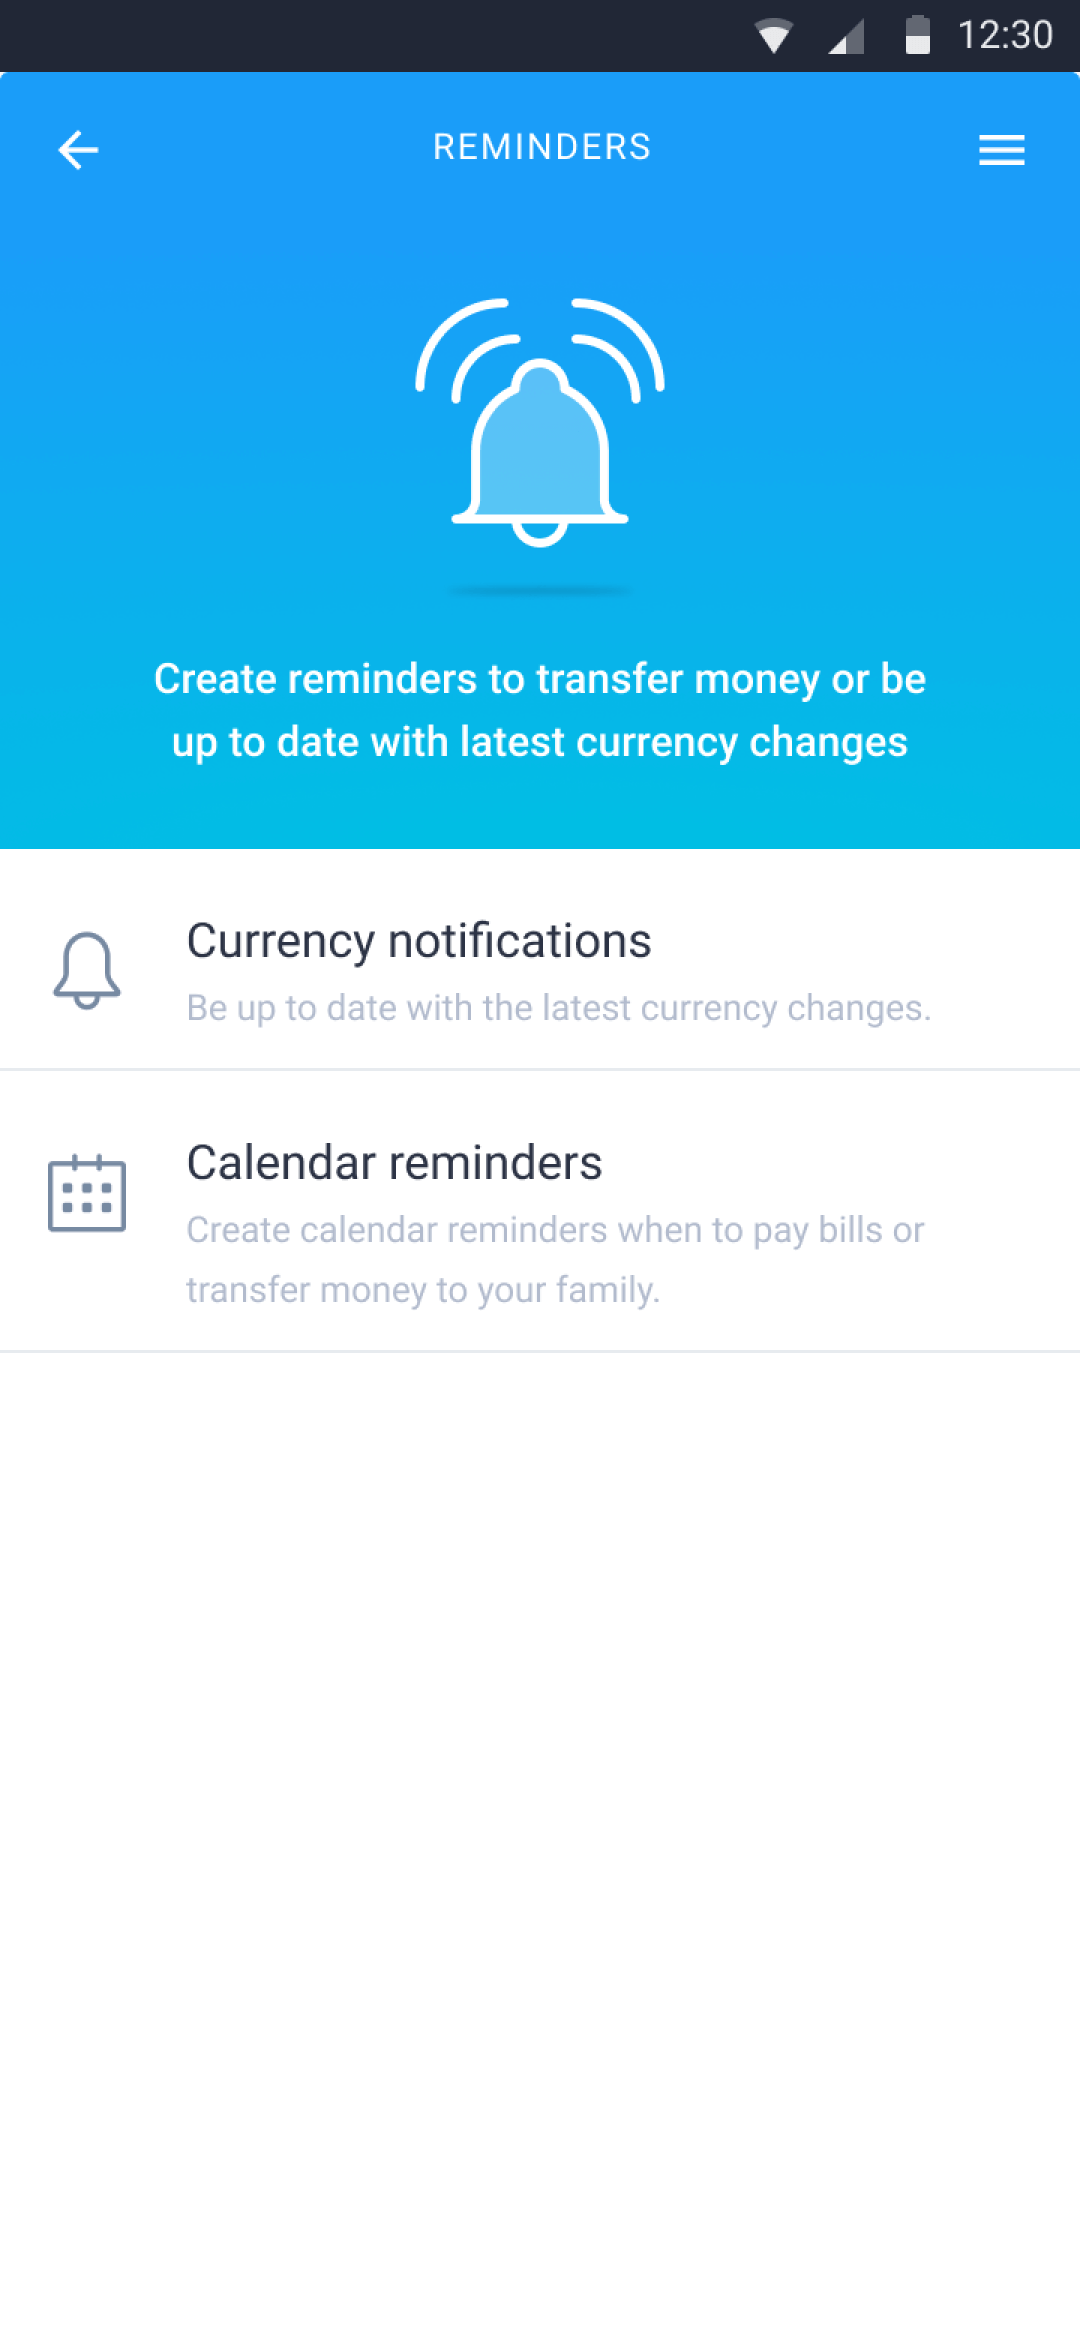 12:30
REMINDERS
Create reminders to transfer money or be
up to date with latest currency changes
Currency notifications
Be up to date with the latest currency changes.
Calendar reminders
Create calendar reminders when to pay bills or
transfer money to your family.